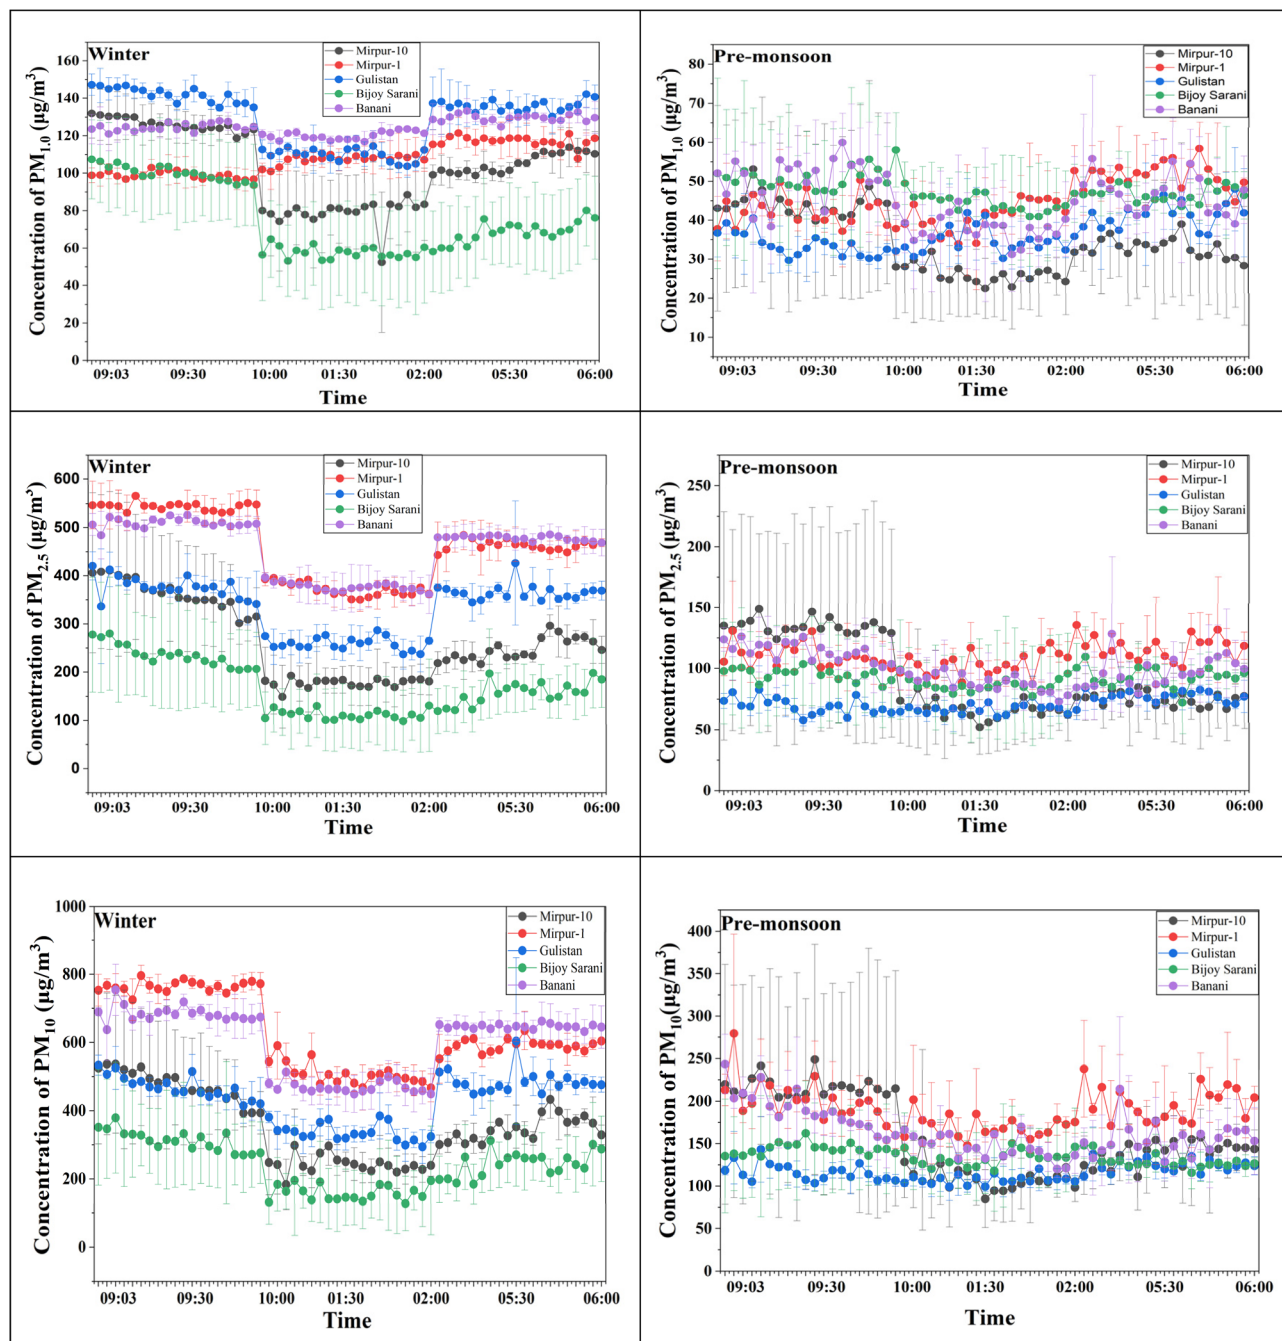 Winter
Mirpur-10
Mirpur-1
Gulistan
Bijoy Sarani
Banani
Concentration of PM1.0 (µg/m³)
160
140
120
100
80
60
40
20
0
09:03 09:30 10:00 01:30 02:00 05:30 06:00
Time
Pre-monsoon
Mirpur-10
Mirpur-1
Gulistan
Bijoy Sarani
Banani
Concentration of PM1.0 (µg/m³)
80
70
60
50
40
30
20
10
09:03 09:30 10:00 01:30 02:00 05:30 06:00
Time
Winter
Mirpur-10
Mirpur-1
Gulistan
Bijoy Sarani
Banani
Concentration of PM2.5 (µg/m³)
600
500
400
300
200
100
0
09:03 09:30 10:00 01:30 02:00 05:30 06:00
Time
Pre-monsoon
Mirpur-10
Mirpur-1
Gulistan
Bijoy Sarani
Banani
Concentration of PM2.5 (µg/m³)
250
200
150
100
50
0
09:03 09:30 10:00 01:30 02:00 05:30 06:00
Time
Winter
Mirpur-10
Mirpur-1
Gulistan
Bijoy Sarani
Banani
Concentration of PM10 (µg/m³)
1000
800
600
400
200
0
09:03 09:30 10:00 01:30 02:00 05:30 06:00
Time
Pre-monsoon
Mirpur-10
Mirpur-1
Gulistan
Bijoy Sarani
Banani
Concentration of PM10(µg/m³)
400
350
300
250
200
150
100
50
0
09:03 09:30 10:00 01:30 02:00 05:30 06:00
Time